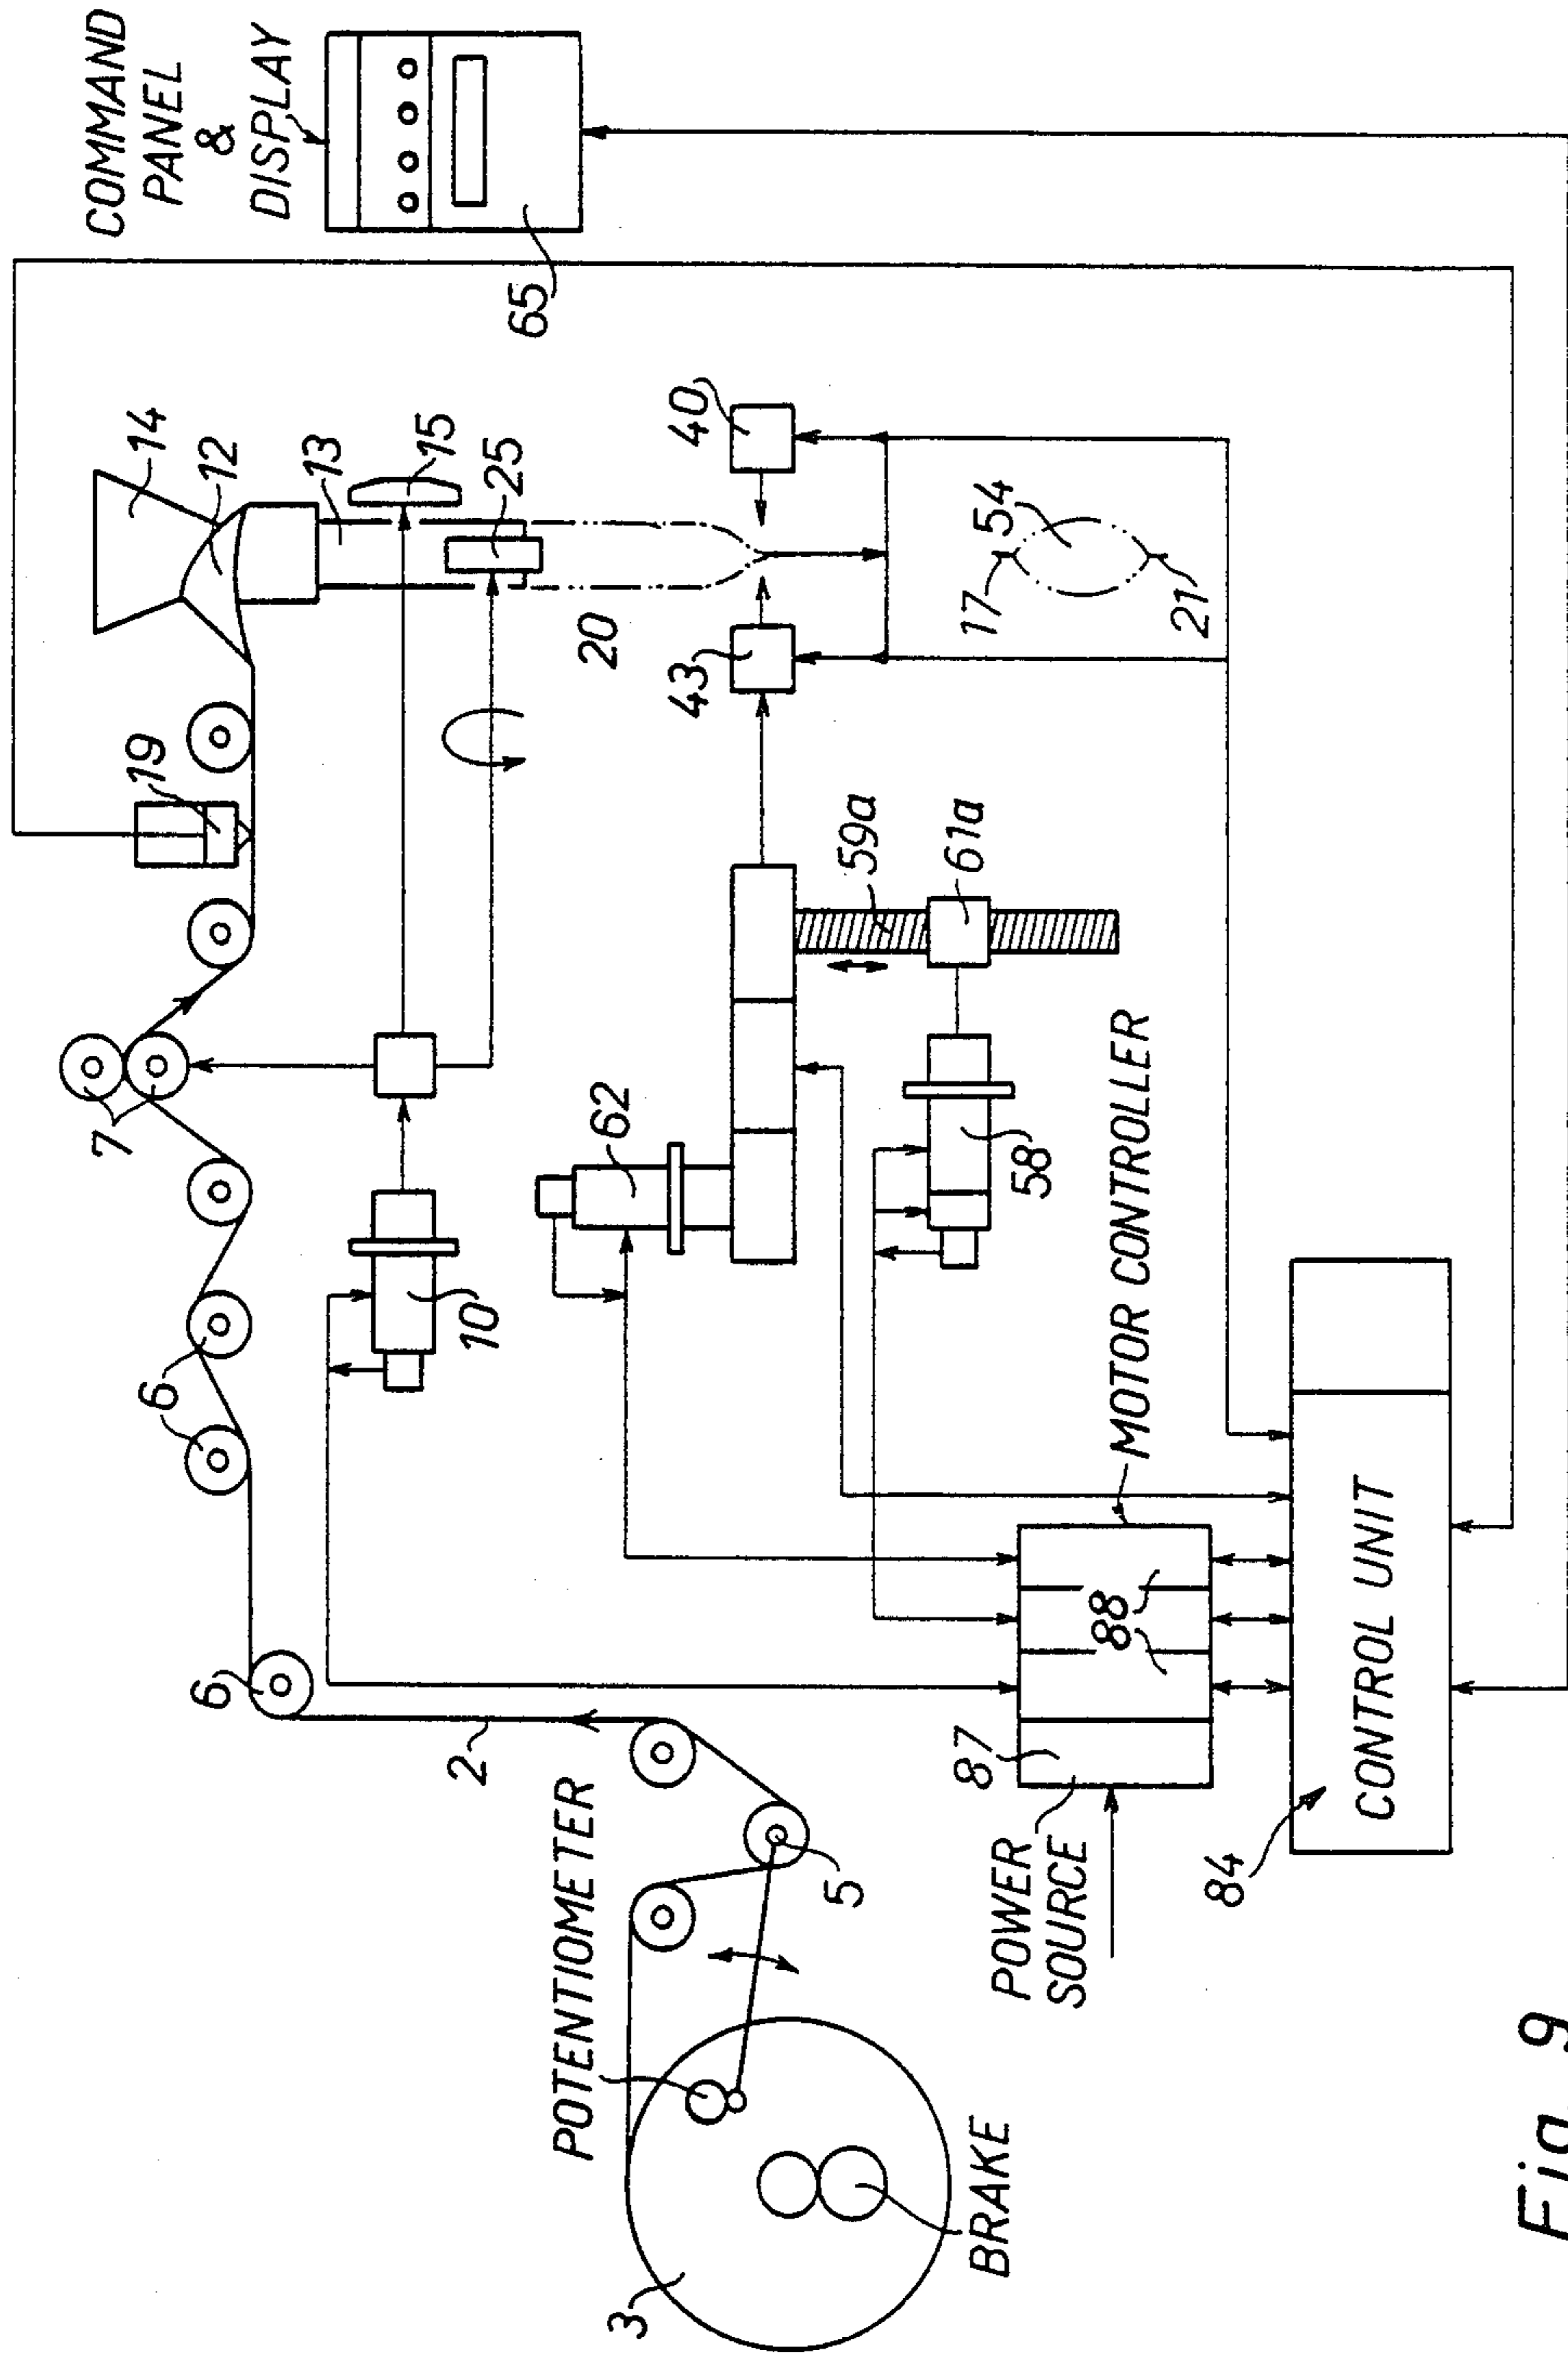 COMMAND
PANEL
&
DISPLAY
65
14
12
13
15
25
19
20
40
43
17
54
21
7
62
59a
61a
58
10
6
6
MOTOR CONTROLLER
88
88
87
2
POTENTIOMETER
5
POWER
SOURCE
84
CONTROL UNIT
3
BRAKE
Fig. 9